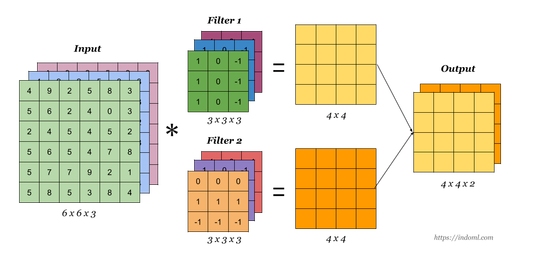 Filter 1
Input
Output
1 0 -1
1 0 -1
1 0 -1
4 9 2 5 8 3
5 6 2 4 0 3
2 4 5 4 5 2
5 6 5 4 7 8
5 7 7 9 2 1
5 8 5 3 8 4
6 x 6 x 3
*
=
3 x 3 x 3
4 x 4
Filter 2
0 0 0
1 1 1
-1 -1 -1
=
3 x 3 x 3
4 x 4
4 x 4 x 2
https://indoml.com